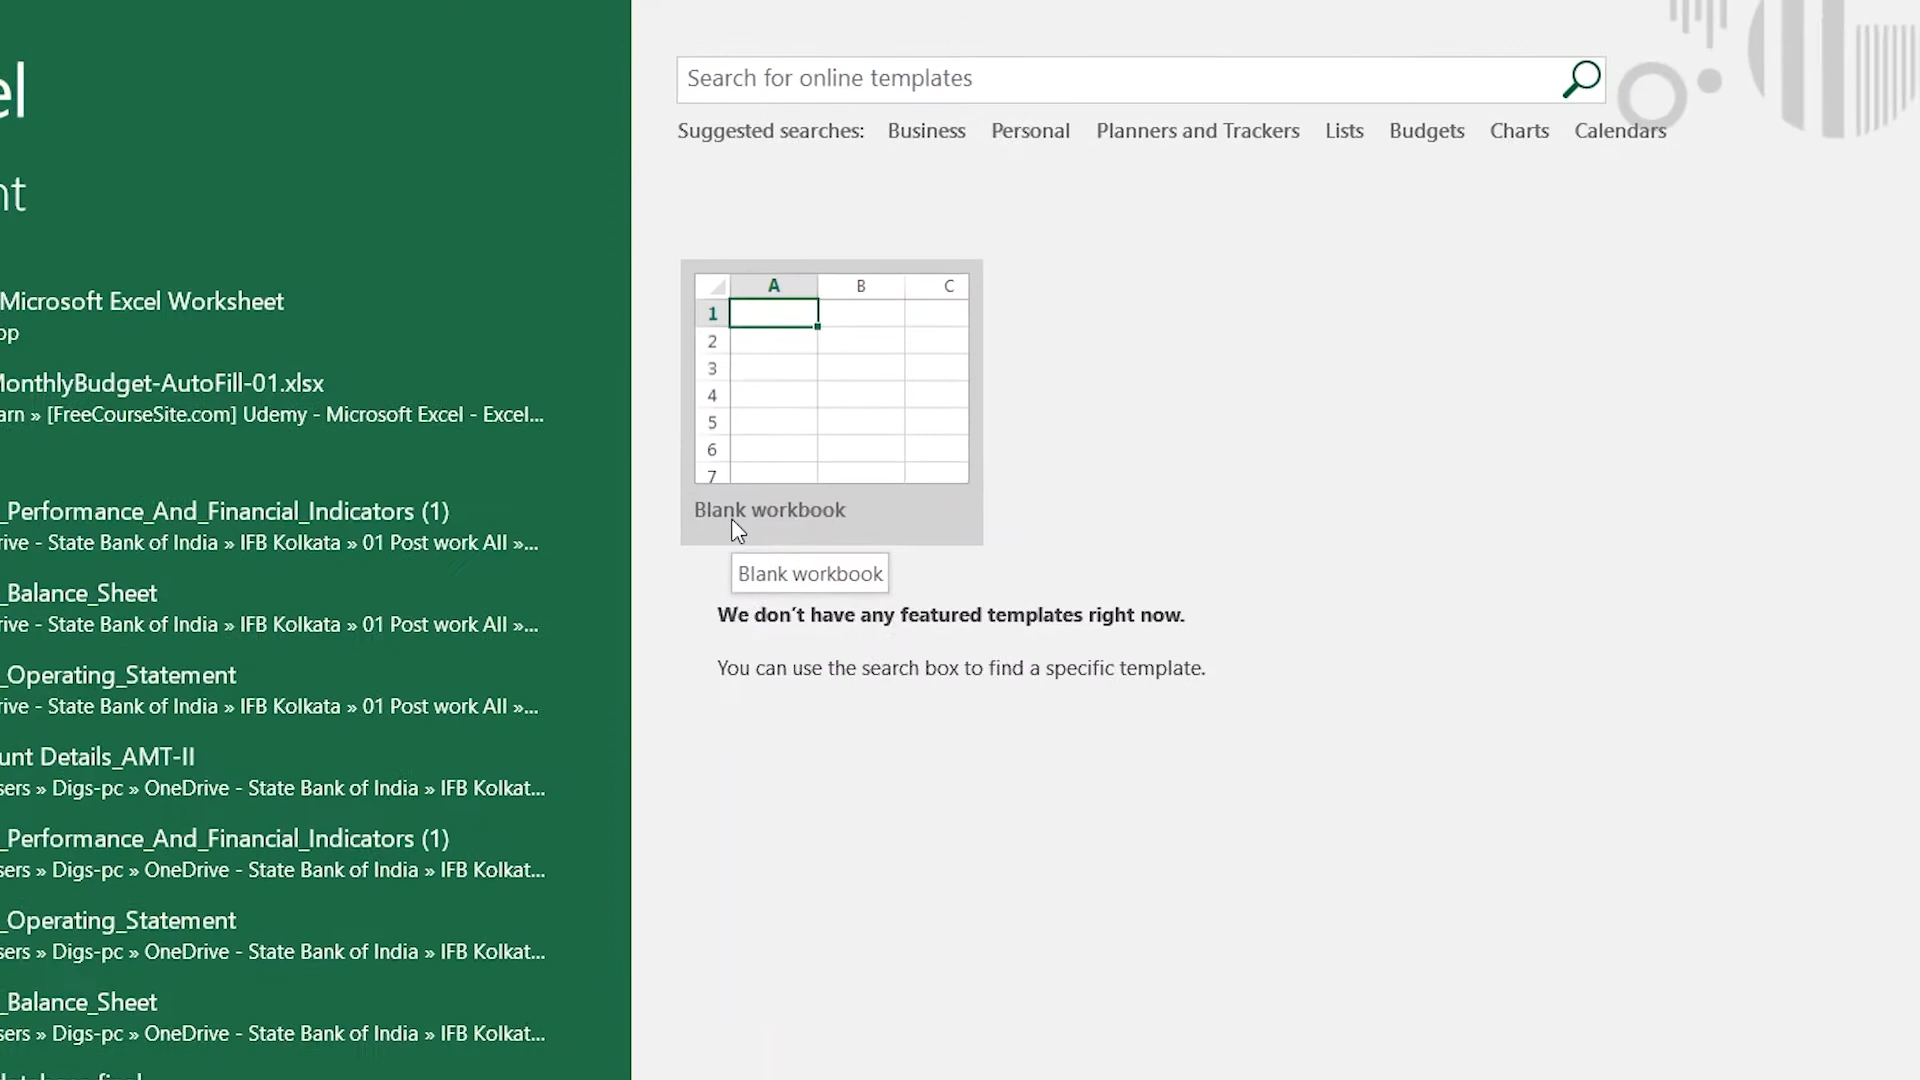 el
nt
Microsoft Excel Worksheet
op
MonthlyBudget-AutoFill-01.xlsx
arn » [FreeCourseSite.com] Udemy - Microsoft Excel - Excel...
_Performance_And_Financial_Indicators (1)
rive - State Bank of India » IFB Kolkata » 01 Post work All »...
_Balance_Sheet
rive - State Bank of India » IFB Kolkata » 01 Post work All »...
_Operating_Statement
rive - State Bank of India » IFB Kolkata » 01 Post work All »...
unt Details_AMT-II
sers » Digs-pc » OneDrive - State Bank of India » IFB Kolkat...
_Performance_And_Financial_Indicators (1)
sers » Digs-pc » OneDrive - State Bank of India » IFB Kolkat...
_Operating_Statement
sers » Digs-pc » OneDrive - State Bank of India » IFB Kolkat...
_Balance_Sheet
sers » Digs-pc » OneDrive - State Bank of India » IFB Kolkat...
Search for online templates
Suggested searches: Business Personal Planners and Trackers Lists Budgets Charts Calendars
A B C
1
2
3
4
5
6
7
Blank workbook
Blank workbook
We don't have any featured templates right now.
You can use the search box to find a specific template.